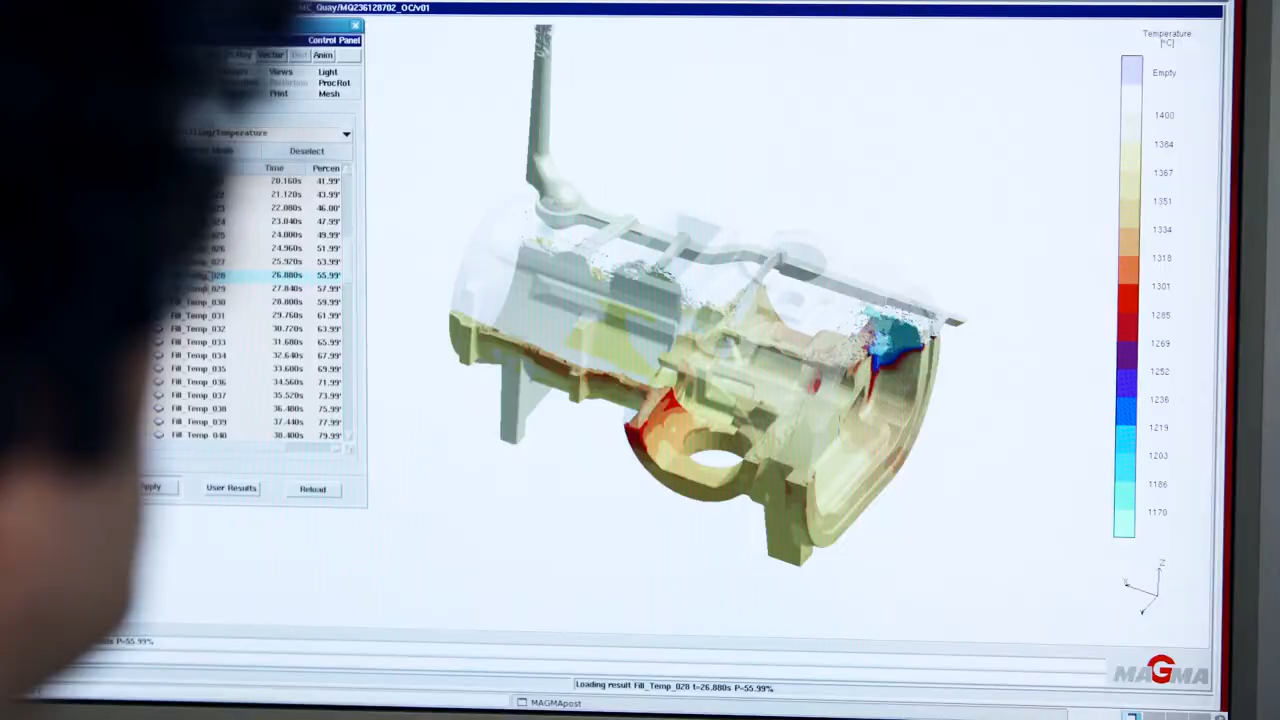 MC_Quay/MQ236128702_OC/v01
Control Panel
Vector Anim
Views Light
ProcRot
Print Mesh
Filling/Temperature
Deselect
Time Percen
20.160s 41.99%
21.120s 43.99%
22.080s 46.00%
23.040s 47.99%
24.000s 49.99%
24.960s 51.99%
25.920s 53.99%
26.880s 55.99%
Fill_Temp_029 27.840s 57.99%
Fill_Temp_030 28.800s 59.99%
Fill_Temp_031 29.760s 61.99%
Fill_Temp_032 30.720s 63.99%
Fill_Temp_033 31.680s 65.99%
Fill_Temp_034 32.640s 67.99%
Fill_Temp_035 33.600s 69.99%
Fill_Temp_036 34.560s 71.99%
Fill_Temp_037 35.520s 73.99%
Fill_Temp_038 36.480s 75.99%
Fill_Temp_039 37.440s 77.99%
Fill_Temp_040 38.400s 79.99%
Apply User Results Reload
Temperature
[°C]
Empty
1400
1384
1367
1351
1334
1318
1301
1285
1269
1252
1236
1219
1203
1186
1170
Z
X
P=55.99%
MAGMA
Loading result Fill_Temp_028 t=26.880s P=55.99%
MAGMApost